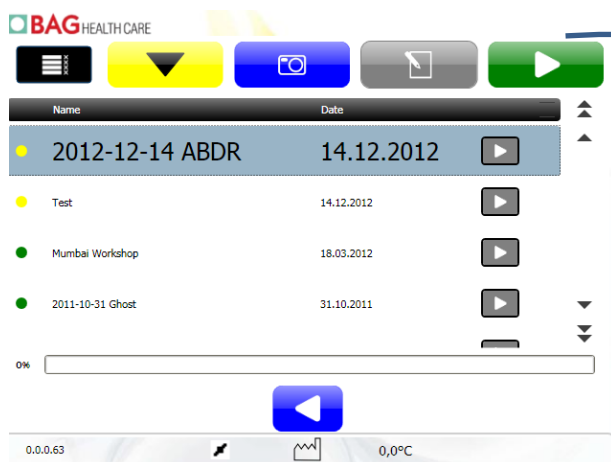 BAG HEALTH CARE
Name Date
2012-12-14 ABDR 14.12.2012
Test 14.12.2012
Mumbai Workshop 18.03.2012
2011-10-31 Ghost 31.10.2011
0%
0.0.0.63 0,0°C